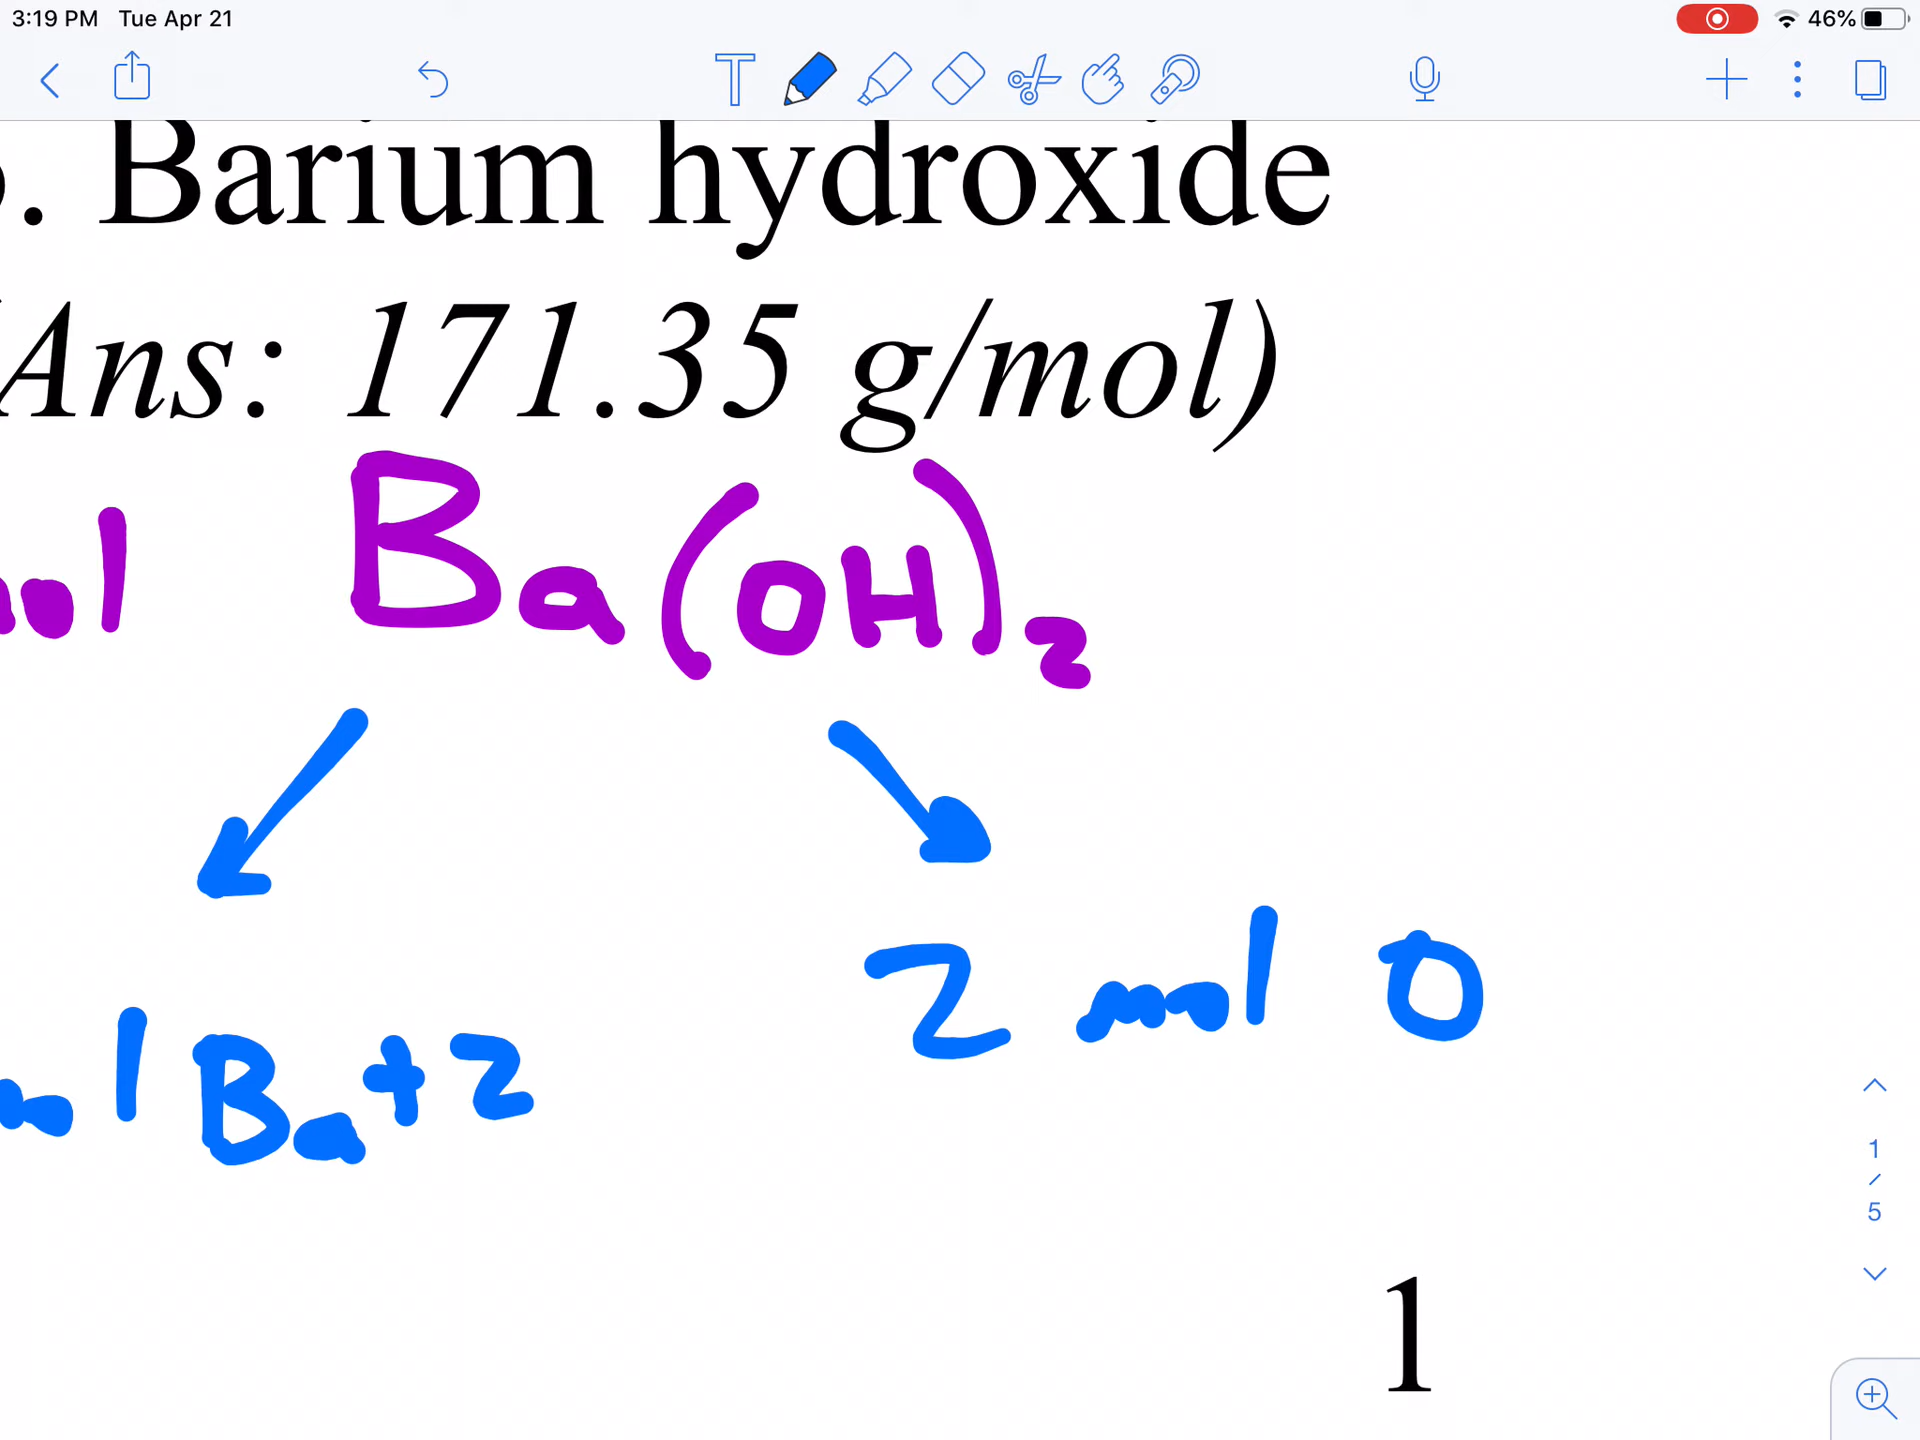 3:19 PM Tue Apr 21
46%
. Barium hydroxide
Ans: 171.35 g/mol)
Ba(OH)2
2 mol O
Ba+2
1
/
5
1